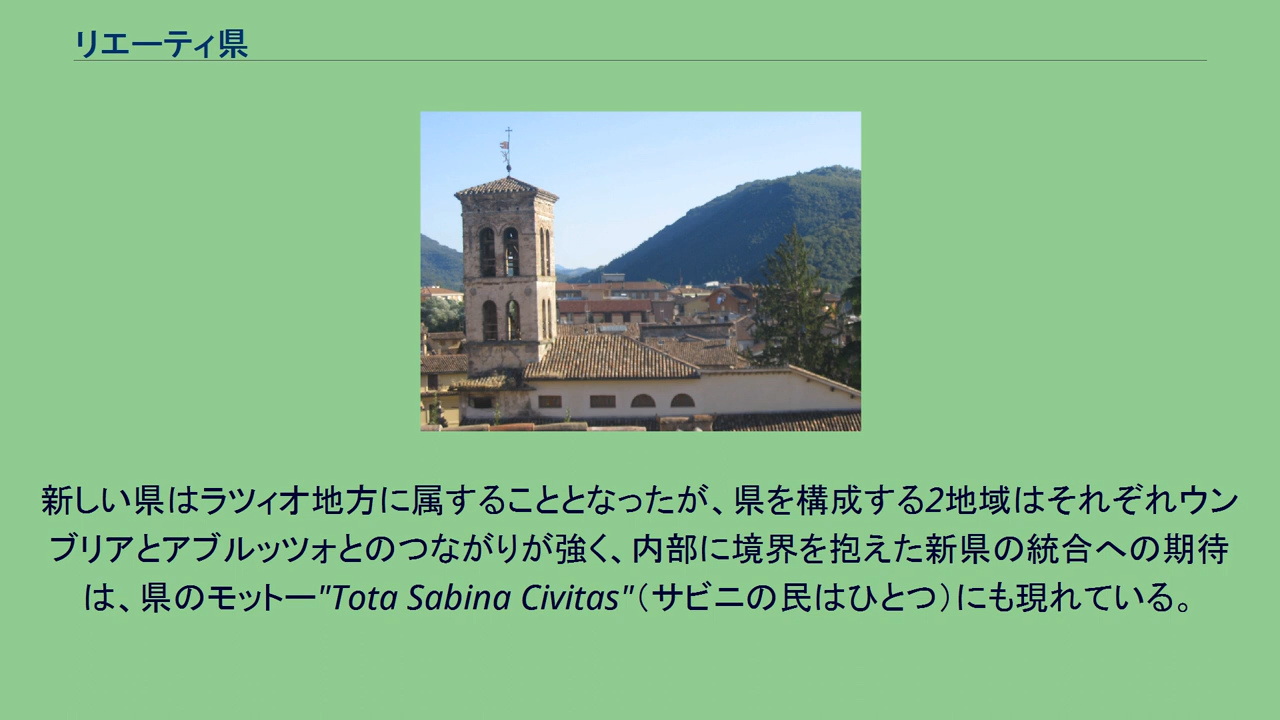 リエーティ県
新しい県はラツィオ地方に属することとなったが、県を構成する2地域はそれぞれウン
ブリアとアブルッツォとのつながりが強く、内部に境界を抱えた新県の統合への期待
は、県のモットー"Tota Sabina Civitas"（サビニの民はひとつ）にも現れている。